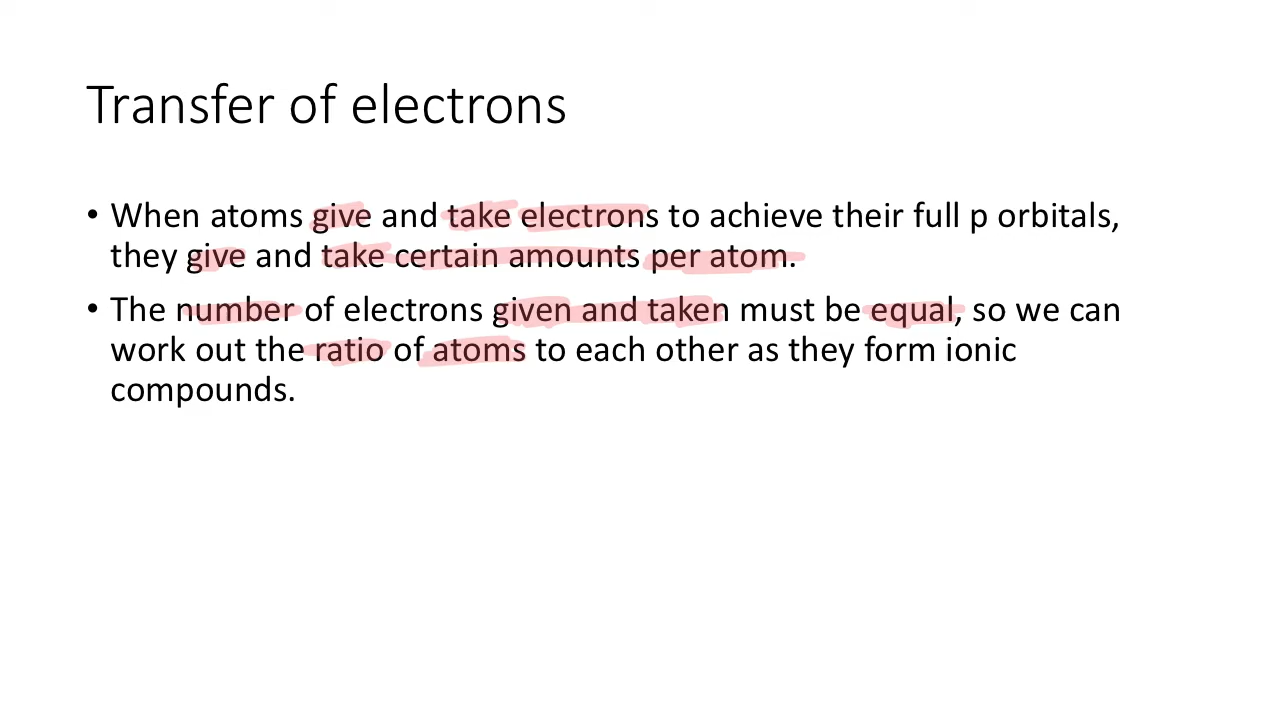 Transfer of electrons
• When atoms give and take electrons to achieve their full p orbitals,
they give and take certain amounts per atom.
• The number of electrons given and taken must be equal, so we can
work out the ratio of atoms to each other as they form ionic
compounds.